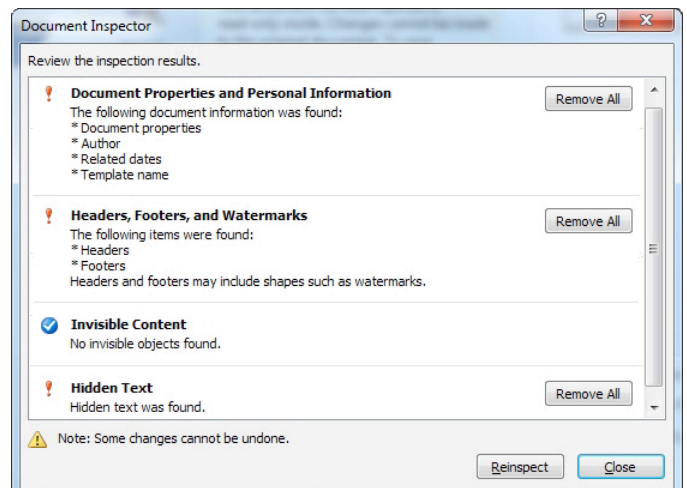 Document Inspector
?
X
Review the inspection results.
Document Properties and Personal Information
Remove All
The following document information was found:
* Document properties
* Author
* Related dates
* Template name
Headers, Footers, and Watermarks
Remove All
The following items were found:
* Headers
* Footers
Headers and footers may include shapes such as watermarks.
Invisible Content
No invisible objects found.
Hidden Text
Remove All
Hidden text was found.
Note: Some changes cannot be undone.
Reinspect
Close